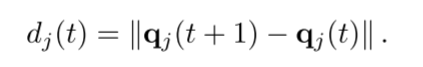 d_j(t) = ‖𝐪_j(t + 1) − 𝐪_j(t)‖ .